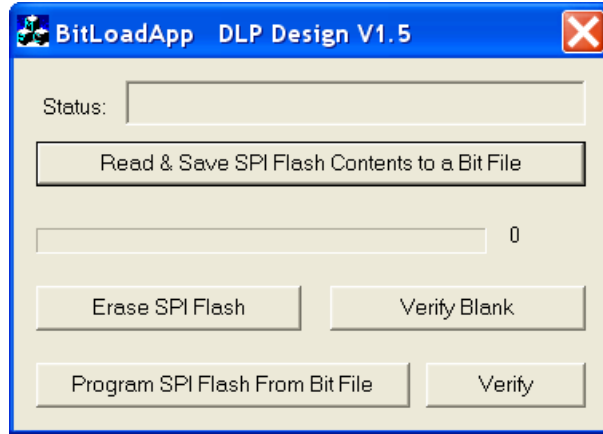 BitLoadApp DLP Design V1.5
Status:
Read & Save SPI Flash Contents to a Bit File
0
Erase SPI Flash Verify Blank
Program SPI Flash From Bit File Verify